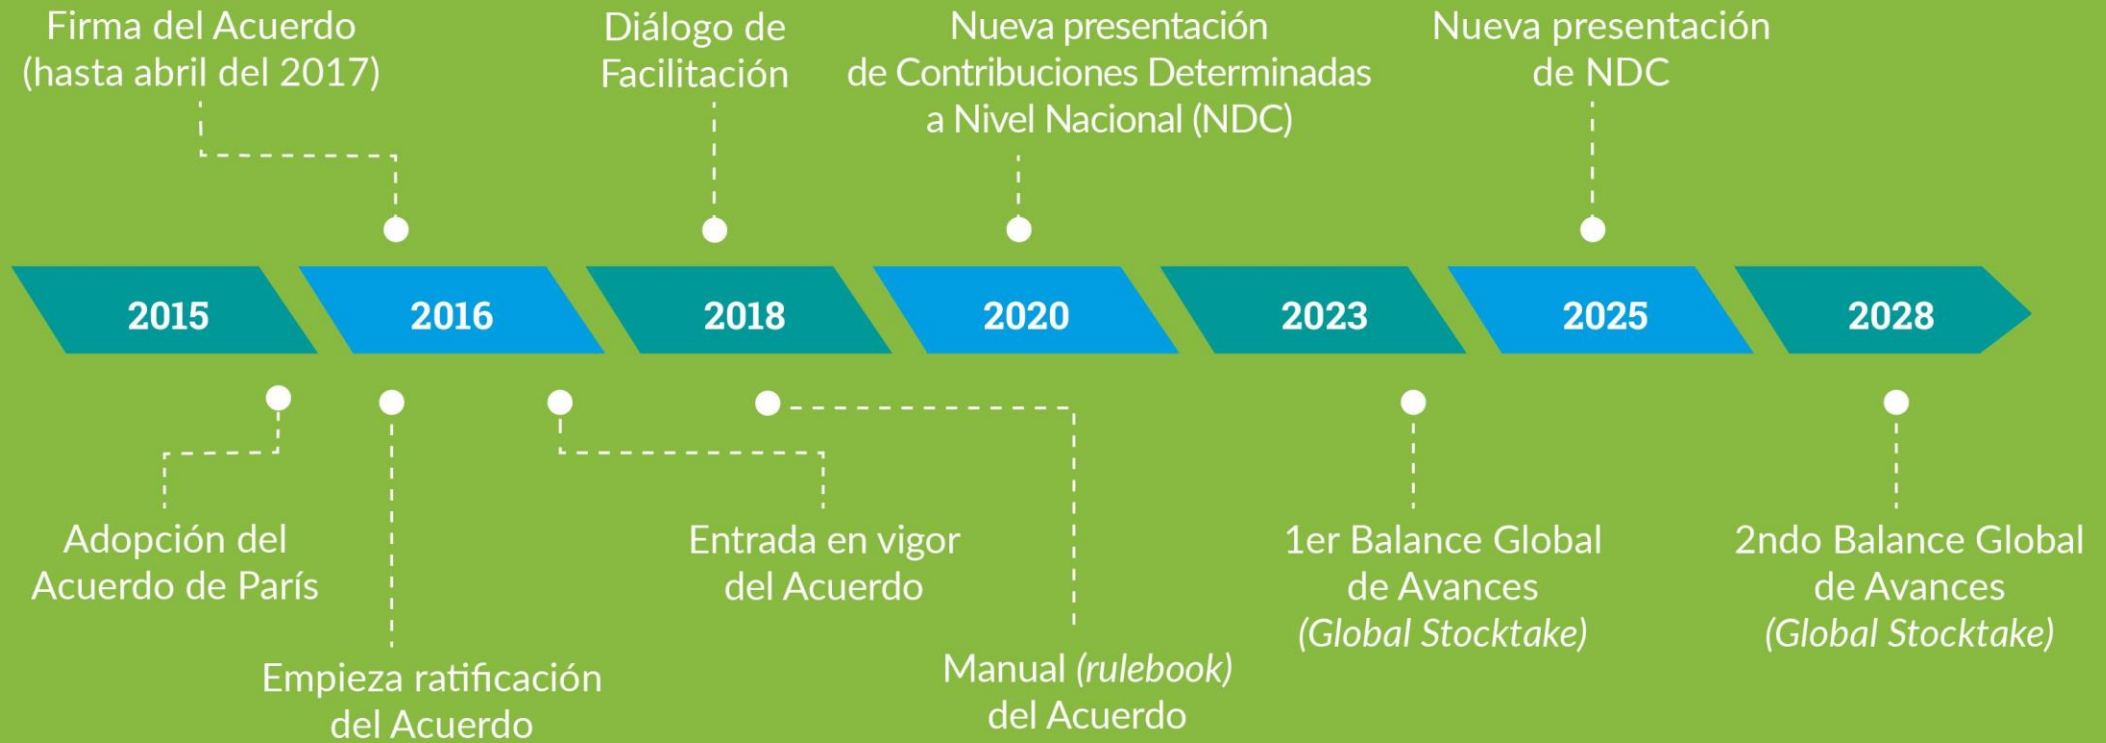 Firma del Acuerdo
(hasta abril del 2017)
Diálogo de
Facilitación
Nueva presentación
de Contribuciones Determinadas
a Nivel Nacional (NDC)
Nueva presentación
de NDC
2015
2016
2018
2020
2023
2025
2028
Adopción del
Acuerdo de París
Empieza ratificación
del Acuerdo
Entrada en vigor
del Acuerdo
Manual (rulebook)
del Acuerdo
1er Balance Global
de Avances
(Global Stocktake)
2ndo Balance Global
de Avances
(Global Stocktake)